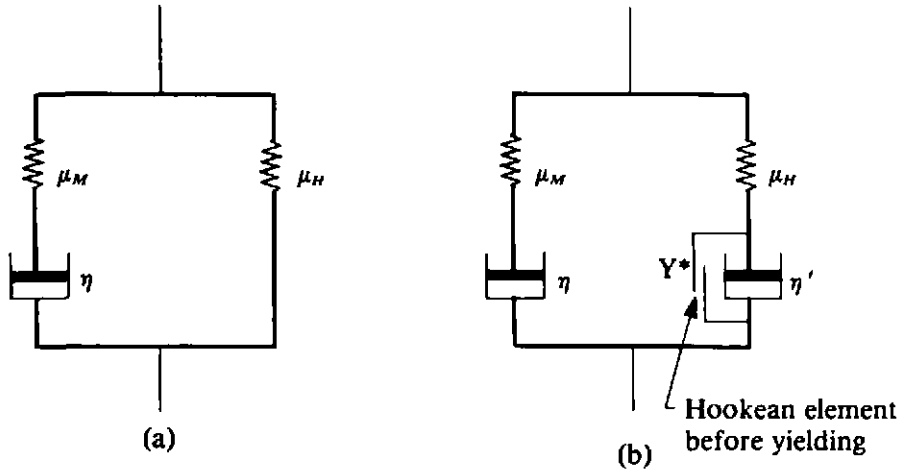 μM
μH
η
(a)
μM
μH
Y*
η
η′
Hookean element
before yielding
(b)